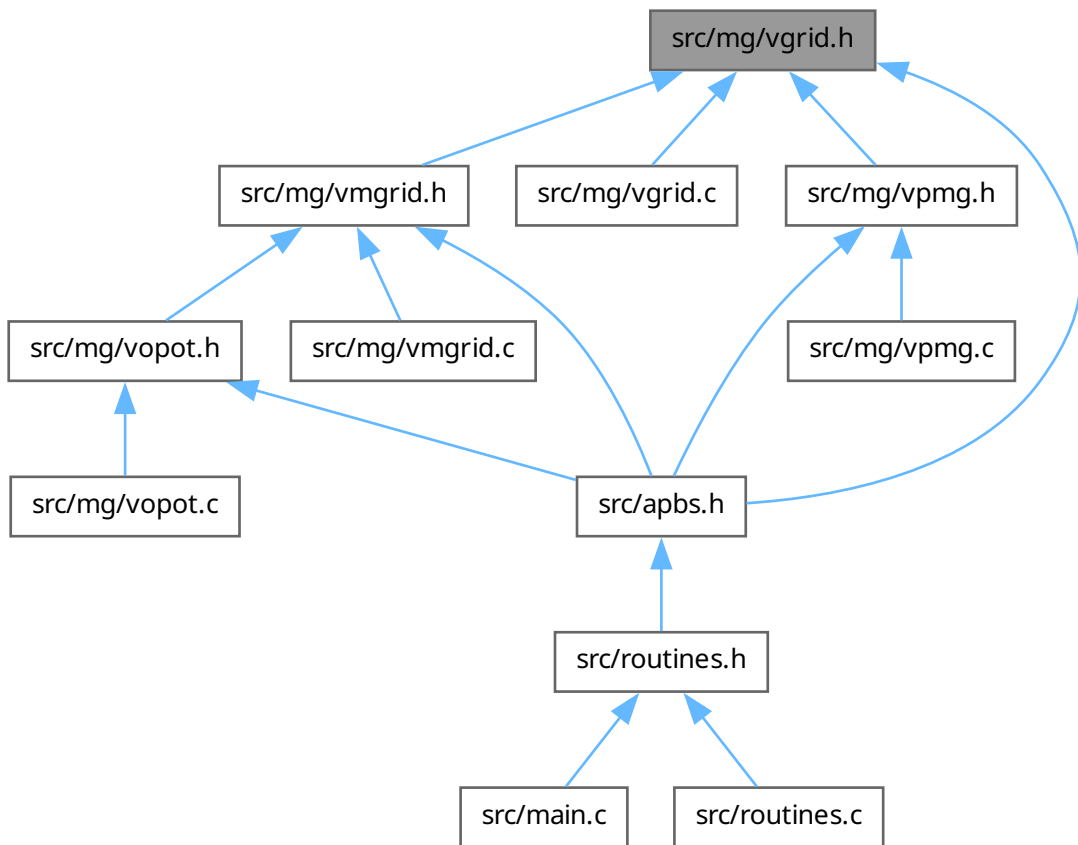 src/mg/vgrid.h
src/mg/vmgrid.h
src/mg/vgrid.c
src/mg/vpmg.h
src/mg/vopot.h
src/mg/vmgrid.c
src/mg/vpmg.c
src/mg/vopot.c
src/apbs.h
src/routines.h
src/main.c
src/routines.c